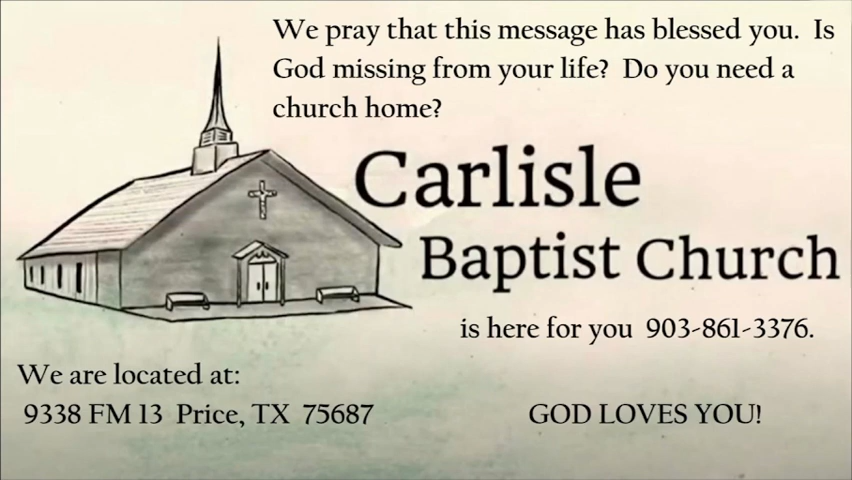 We pray that this message has blessed you.  Is
God missing from your life?  Do you need a
church home?
Carlisle
Baptist Church
is here for you  903-861-3376.
We are located at:
9338 FM 13  Price, TX  75687
GOD LOVES YOU!